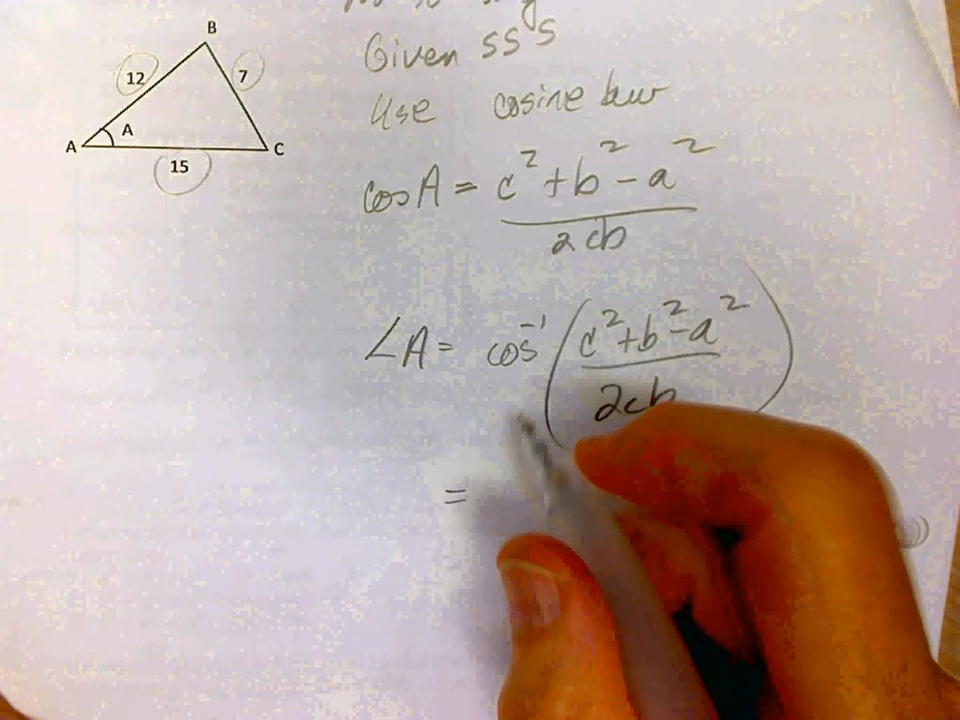 B
Given SSS
12
7
Use cosine law
A
A
C
15
cos A = c² + b² - a²
2cb
∠A = cos⁻¹ ( c² + b² - a²
2cb )
=